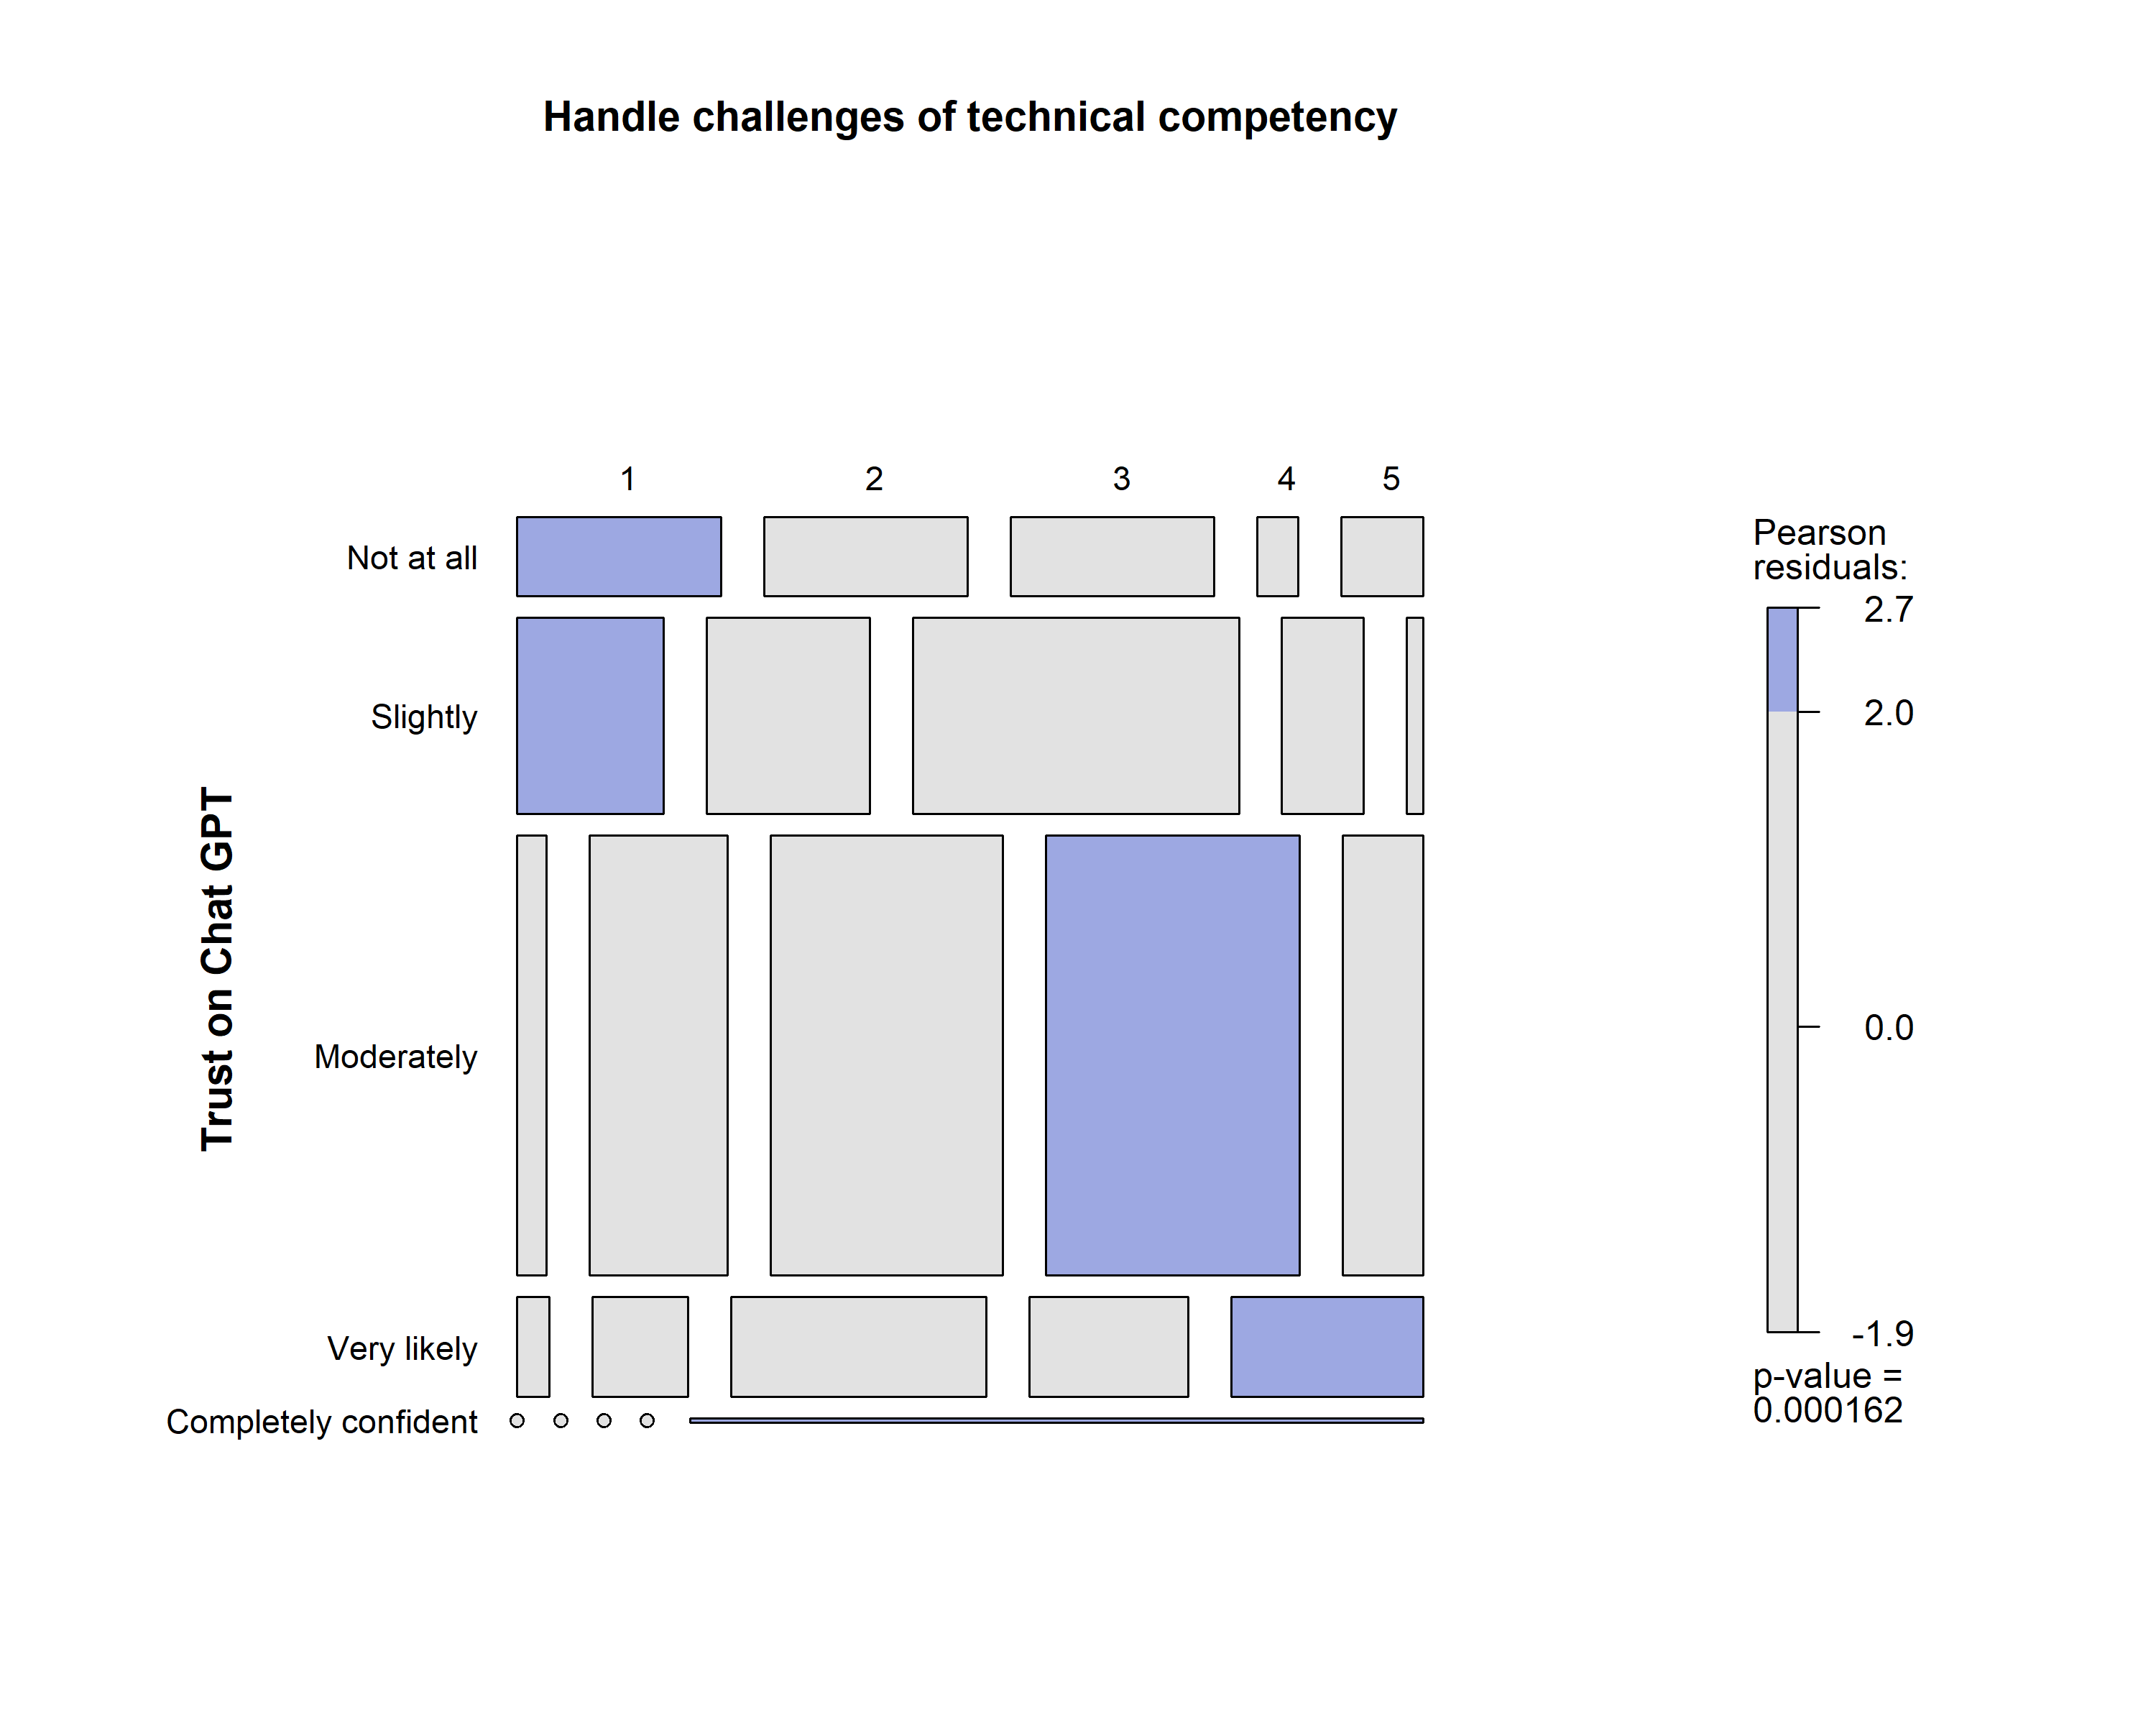 Handle challenges of technical competency
1 2 3 4 5
Trust on Chat GPT
Not at all
Slightly
Moderately
Very likely
Completely confident
Pearson
residuals:
2.7
2.0
0.0
-1.9
p-value =
0.000162